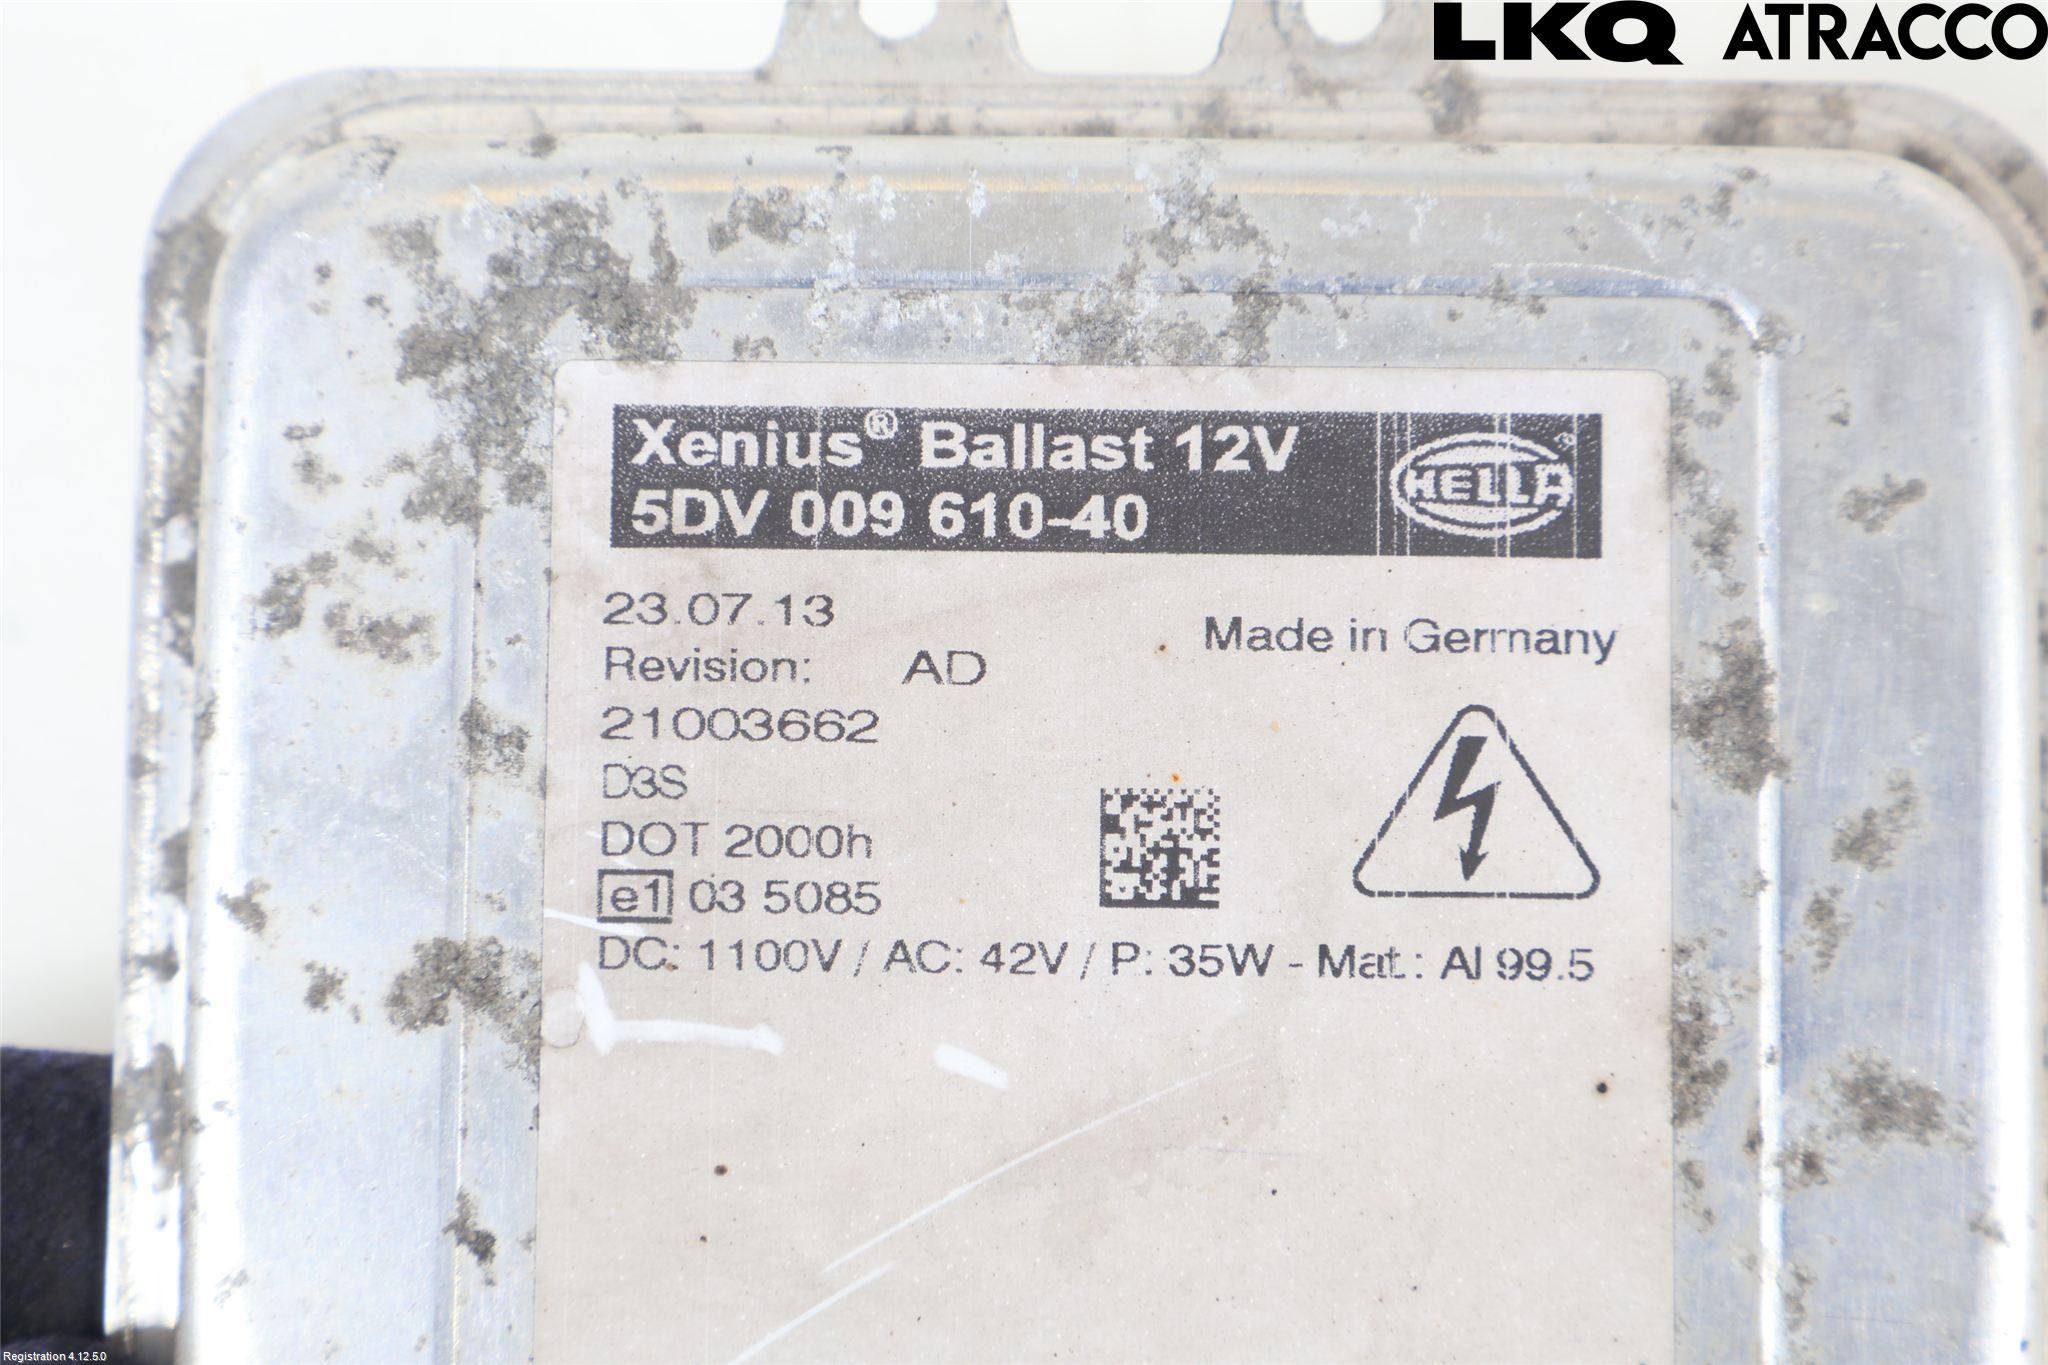 LKQ ATRACCO
Xenius® Ballast 12V
5DV 009 610-40
HELLA®
23.07.13
Made in Germany
Revision: AD
21003662
D3S
DOT 2000h
e1 03 5085
DC: 1100V / AC: 42V / P: 35W - Mat.: Al 99.5
Registration 4.12.5.0